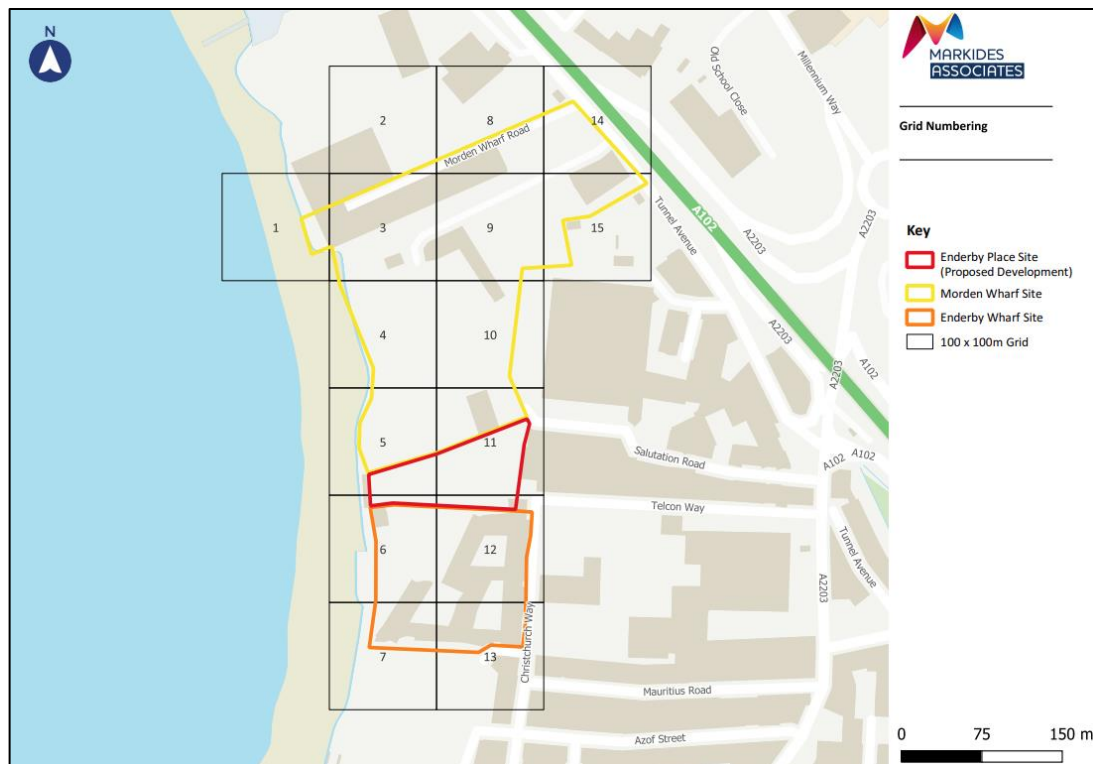 N
MARKIDES
ASSOCIATES
Grid Numbering
Key
Enderby Place Site
(Proposed Development)
Morden Wharf Site
Enderby Wharf Site
100 x 100m Grid
0 75 150 m
2
8
14
Morden Wharf Road
Old School Close
Millennium Way
1
3
9
15
A102
Tunnel Avenue
A2203
A2203
4
10
A2203
A2203
A102
5
11
Salutation Road
A102
A102
Telcon Way
6
12
Tunnel Avenue
A2203
Christchurch Way
7
13
Mauritius Road
Azof Street